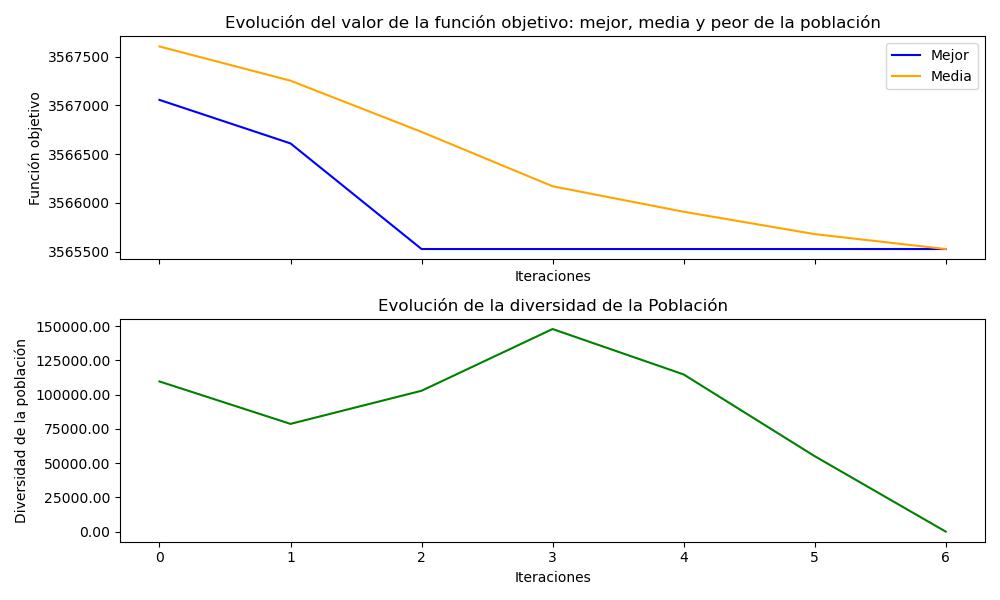 Evolución del valor de la función objetivo: mejor, media y peor de la población
Función objetivo
3567500
3567000
3566500
3566000
3565500
Mejor
Media
Iteraciones
Evolución de la diversidad de la Población
Diversidad de la población
150000.00
125000.00
100000.00
75000.00
50000.00
25000.00
0.00
0 1 2 3 4 5 6
Iteraciones